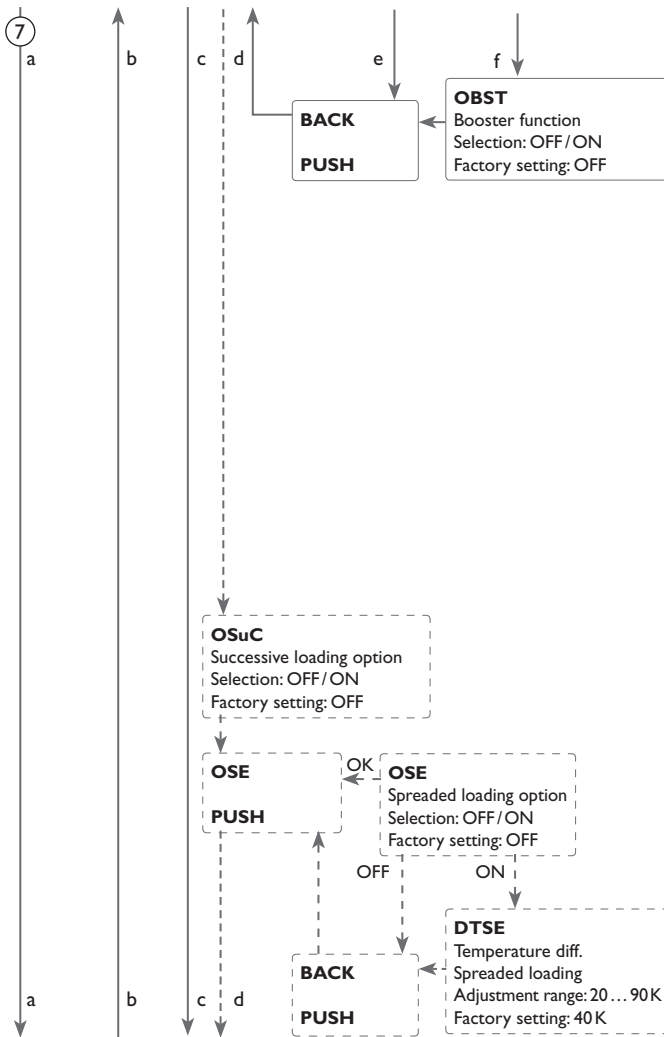 7
a
b
c
d
e
f
BACK
PUSH
OBST
Booster function
Selection: OFF / ON
Factory setting: OFF
OSuC
Successive loading option
Selection: OFF / ON
Factory setting: OFF
OSE
PUSH
OK
OSE
Spreaded loading option
Selection: OFF / ON
Factory setting: OFF
OFF
ON
BACK
PUSH
DTSE
Temperature diff.
Spreaded loading
Adjustment range: 20 ... 90 K
Factory setting: 40 K
a
b
c
d